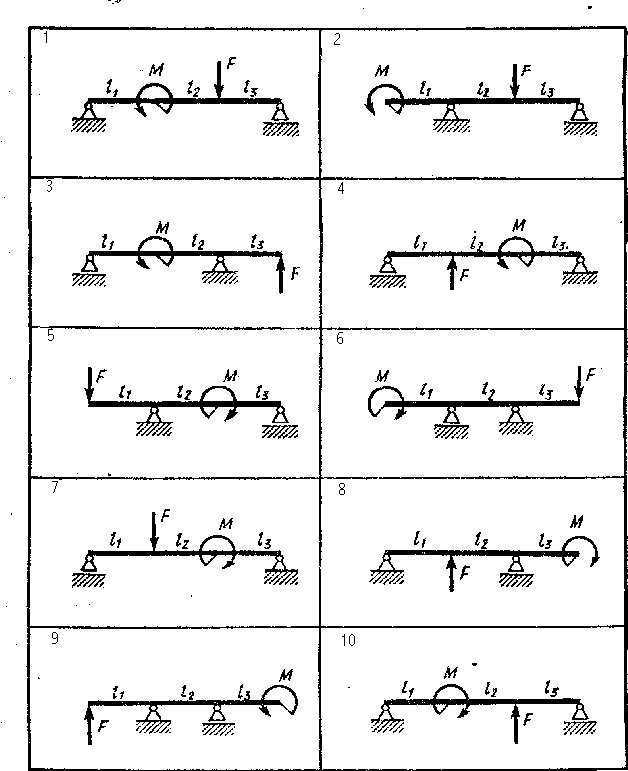 1 2
l₁ M l₂ F l₃ M l₁ l₂ F l₃
3 4
l₁ M l₂ l₃ F l₁ F l₂ M l₃
5 6
F l₁ l₂ M l₃ M l₁ l₂ l₃ F
7 8
l₁ F l₂ M l₃ l₁ F l₂ l₃ M
9 10
F l₁ l₂ l₃ M l₁ M l₂ F l₃